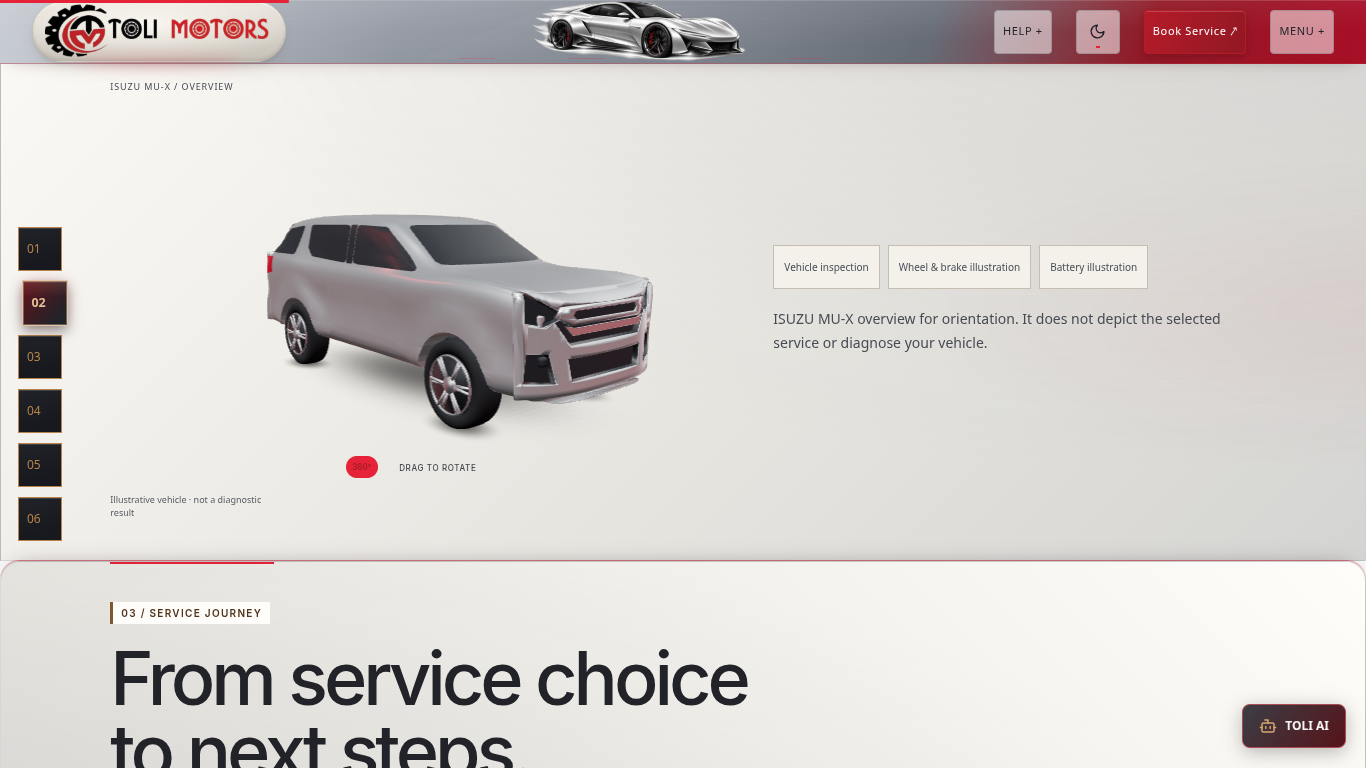 TOLI MOTORS
HELP +
Book Service ↗
MENU +
ISUZU MU-X / OVERVIEW
01
02
03
04
05
06
360°
DRAG TO ROTATE
Illustrative vehicle · not a diagnostic
result
Vehicle inspection
Wheel & brake illustration
Battery illustration
ISUZU MU-X overview for orientation. It does not depict the selected
service or diagnose your vehicle.
03 / SERVICE JOURNEY
From service choice
to next steps.
TOLI AI